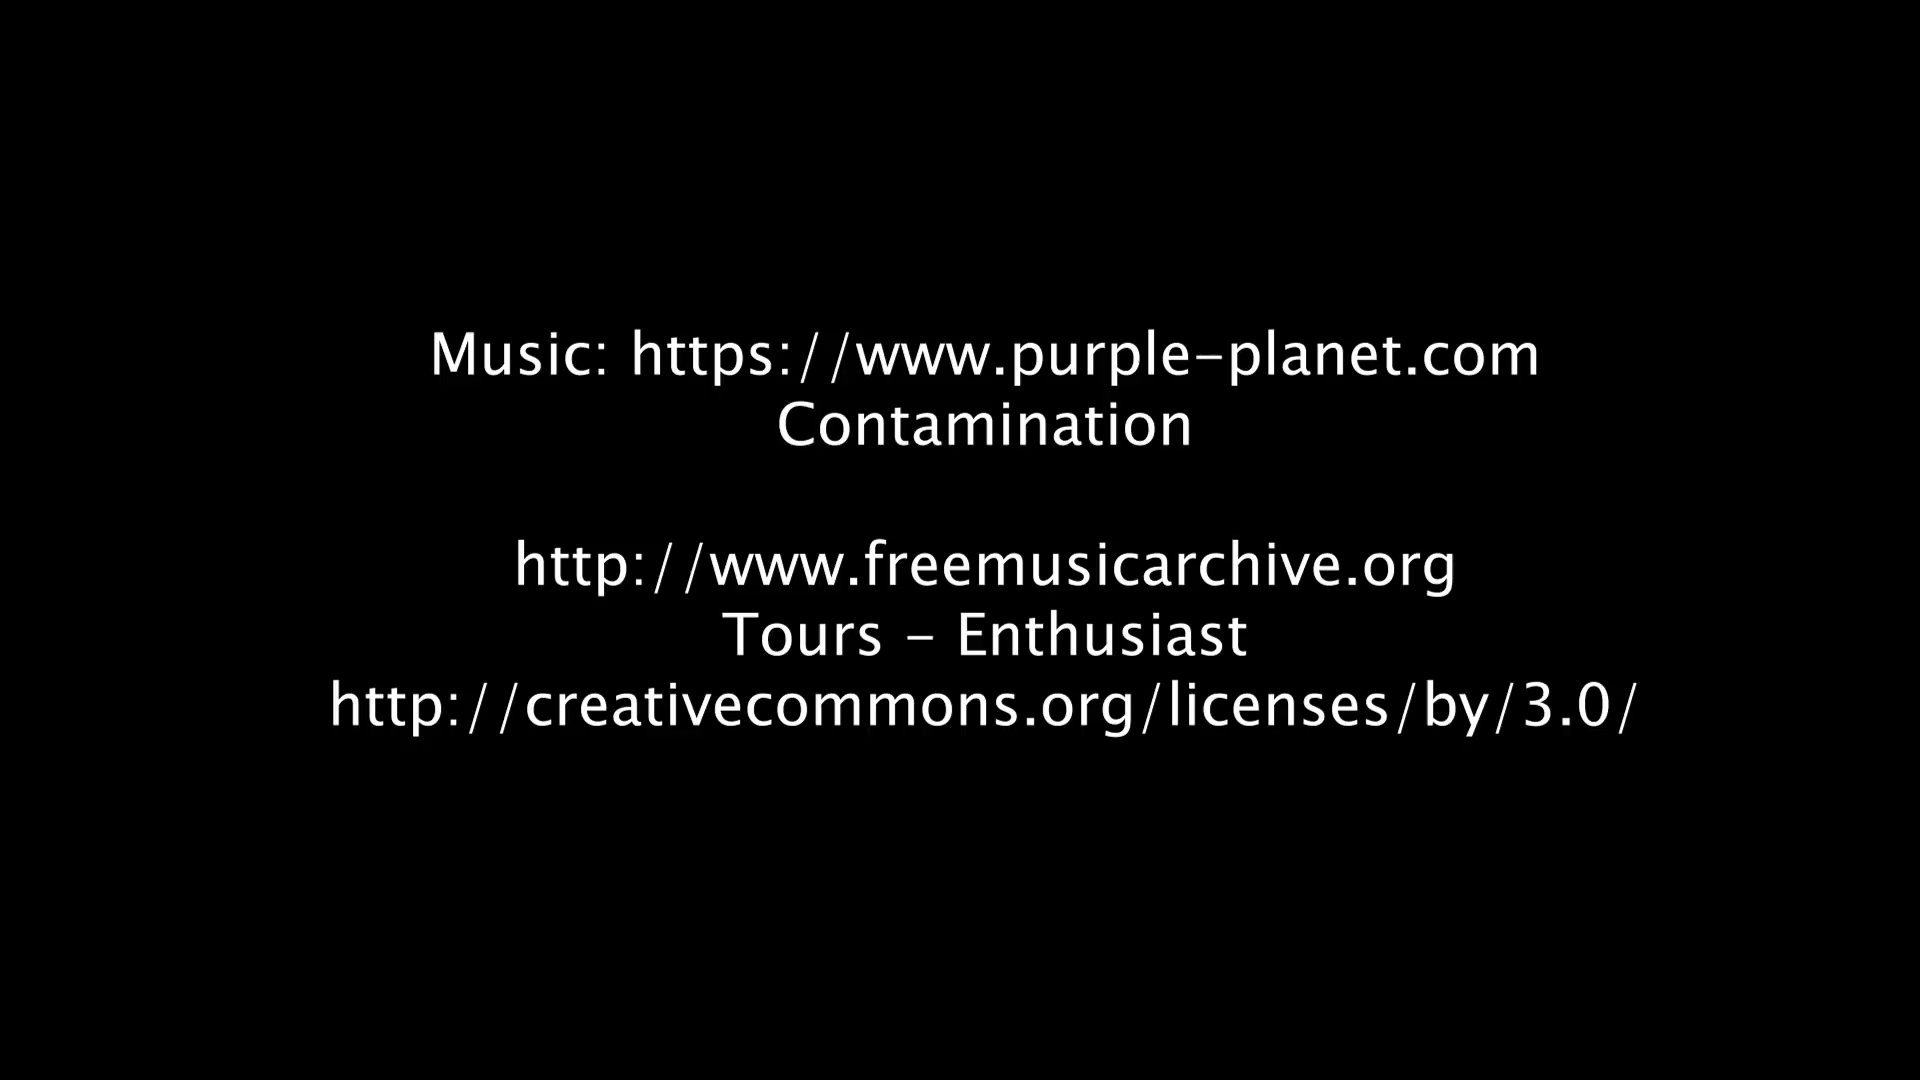 Music: https://www.purple-planet.com
Contamination
http://www.freemusicarchive.org
Tours - Enthusiast
http://creativecommons.org/licenses/by/3.0/